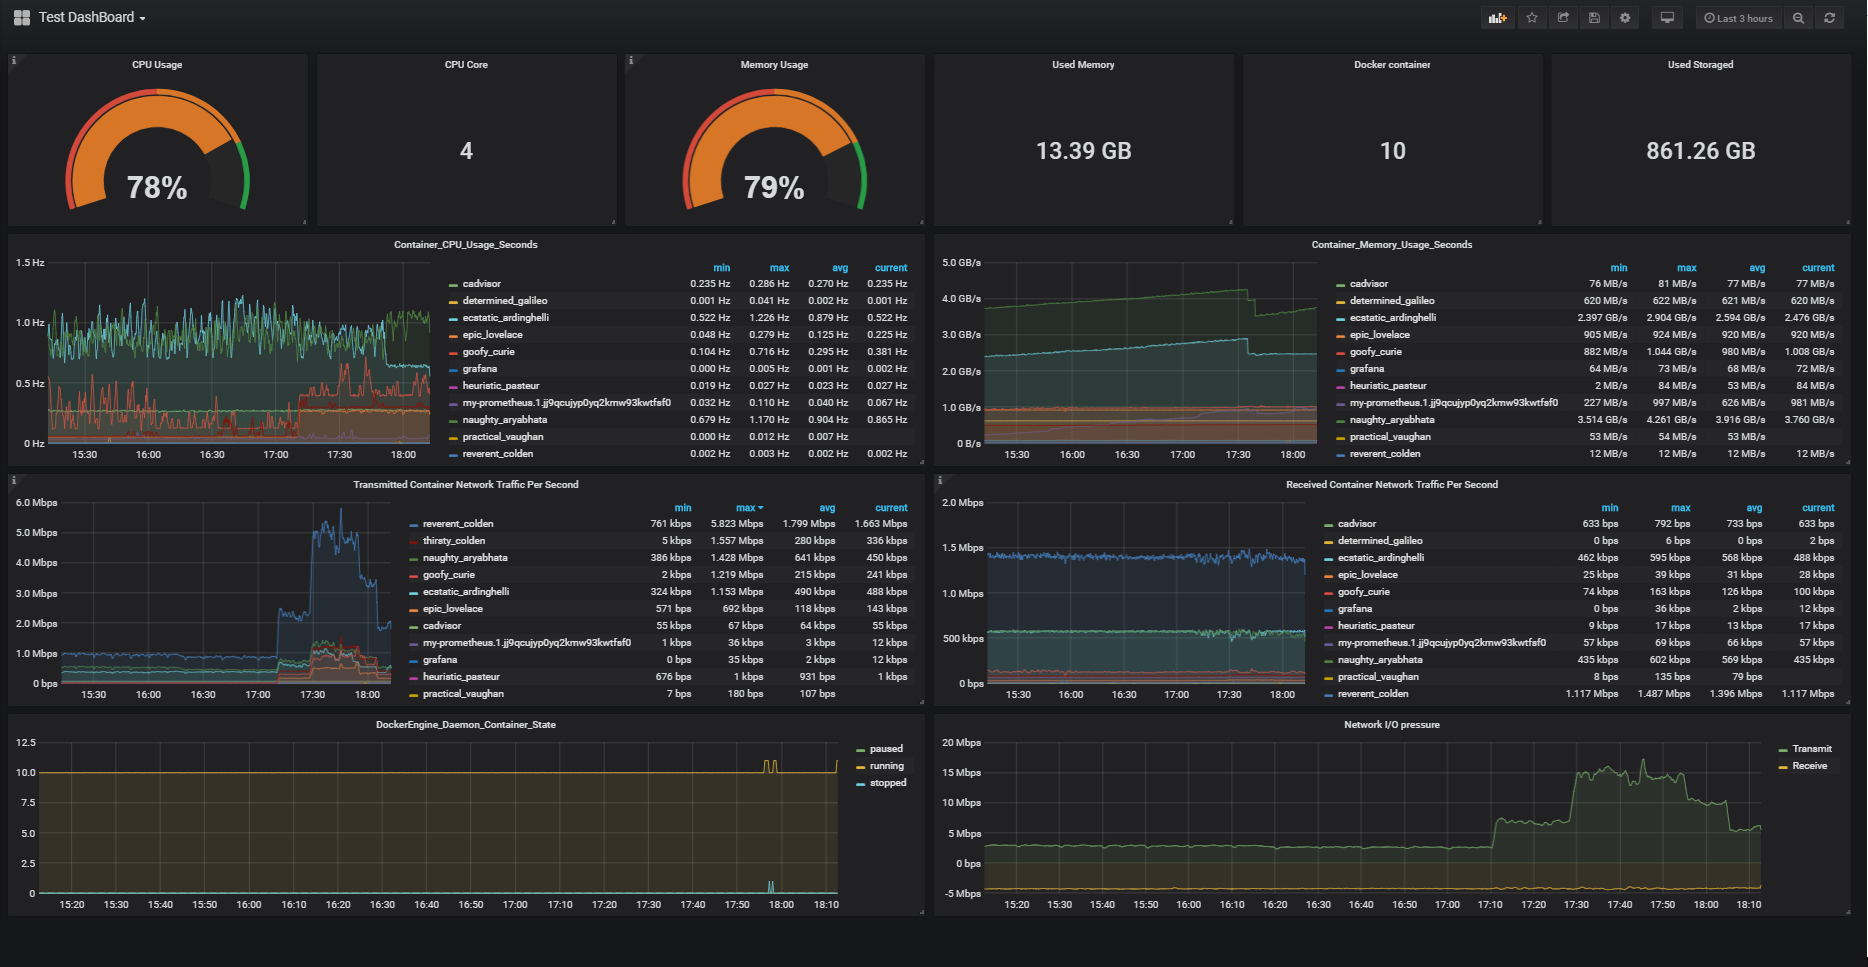 Test DashBoard
Last 3 hours
CPU Usage
78%
CPU Core
4
Memory Usage
79%
Used Memory
13.39 GB
Docker container
10
Used Storaged
861.26 GB
Container_CPU_Usage_Seconds
1.5 Hz
1.0 Hz
0.5 Hz
0 Hz
15:30 16:00 16:30 17:00 17:30 18:00
min max avg current
cadvisor 0.235 Hz 0.286 Hz 0.270 Hz 0.235 Hz
determined_galileo 0.001 Hz 0.041 Hz 0.002 Hz 0.001 Hz
ecstatic_ardinghelli 0.522 Hz 1.226 Hz 0.879 Hz 0.522 Hz
epic_lovelace 0.048 Hz 0.279 Hz 0.125 Hz 0.225 Hz
goofy_curie 0.104 Hz 0.716 Hz 0.295 Hz 0.381 Hz
grafana 0.000 Hz 0.005 Hz 0.001 Hz 0.002 Hz
heuristic_pasteur 0.019 Hz 0.027 Hz 0.023 Hz 0.027 Hz
my-prometheus.1.jj9qcujyp0yq2kmw93kwtfsf0 0.032 Hz 0.110 Hz 0.040 Hz 0.067 Hz
naughty_aryabhata 0.679 Hz 1.170 Hz 0.904 Hz 0.865 Hz
practical_vaughan 0.000 Hz 0.012 Hz 0.007 Hz
reverent_colden 0.002 Hz 0.003 Hz 0.002 Hz 0.002 Hz
Container_Memory_Usage_Seconds
5.0 GB/s
4.0 GB/s
3.0 GB/s
2.0 GB/s
1.0 GB/s
0 B/s
15:30 16:00 16:30 17:00 17:30 18:00
min max avg current
cadvisor 76 MB/s 81 MB/s 77 MB/s 77 MB/s
determined_galileo 620 MB/s 622 MB/s 621 MB/s 620 MB/s
ecstatic_ardinghelli 2.397 GB/s 2.904 GB/s 2.594 GB/s 2.476 GB/s
epic_lovelace 905 MB/s 924 MB/s 920 MB/s 920 MB/s
goofy_curie 882 MB/s 1.044 GB/s 980 MB/s 1.008 GB/s
grafana 64 MB/s 73 MB/s 68 MB/s 72 MB/s
heuristic_pasteur 2 MB/s 84 MB/s 53 MB/s 84 MB/s
my-prometheus.1.jj9qcujyp0yq2kmw93kwtfsf0 227 MB/s 997 MB/s 626 MB/s 981 MB/s
naughty_aryabhata 3.514 GB/s 4.261 GB/s 3.916 GB/s 3.760 GB/s
practical_vaughan 53 MB/s 54 MB/s 53 MB/s
reverent_colden 12 MB/s 12 MB/s 12 MB/s 12 MB/s
Transmitted Container Network Traffic Per Second
6.0 Mbps
5.0 Mbps
4.0 Mbps
3.0 Mbps
2.0 Mbps
1.0 Mbps
0 bps
15:30 16:00 16:30 17:00 17:30 18:00
min max avg current
reverent_colden 761 kbps 5.823 Mbps 1.799 Mbps 1.663 Mbps
thirsty_colden 5 kbps 1.557 Mbps 280 kbps 336 kbps
naughty_aryabhata 386 kbps 1.428 Mbps 641 kbps 450 kbps
goofy_curie 2 kbps 1.219 Mbps 215 kbps 241 kbps
ecstatic_ardinghelli 324 kbps 1.153 Mbps 490 kbps 488 kbps
epic_lovelace 571 bps 692 kbps 118 kbps 143 kbps
cadvisor 55 kbps 67 kbps 64 kbps 55 kbps
my-prometheus.1.jj9qcujyp0yq2kmw93kwtfsf0 1 kbps 36 kbps 3 kbps 12 kbps
grafana 0 bps 35 kbps 2 kbps 12 kbps
heuristic_pasteur 676 bps 1 kbps 931 bps 1 kbps
practical_vaughan 7 bps 180 bps 107 bps
Received Container Network Traffic Per Second
2.0 Mbps
1.5 Mbps
1.0 Mbps
500 kbps
0 bps
15:30 16:00 16:30 17:00 17:30 18:00
min max avg current
cadvisor 633 bps 792 bps 733 bps 633 bps
determined_galileo 0 bps 6 bps 0 bps 2 bps
ecstatic_ardinghelli 462 kbps 595 kbps 568 kbps 488 kbps
epic_lovelace 25 kbps 39 kbps 31 kbps 28 kbps
goofy_curie 74 kbps 163 kbps 126 kbps 100 kbps
grafana 0 bps 36 kbps 2 kbps 12 kbps
heuristic_pasteur 9 kbps 17 kbps 13 kbps 17 kbps
my-prometheus.1.jj9qcujyp0yq2kmw93kwtfsf0 57 kbps 69 kbps 66 kbps 57 kbps
naughty_aryabhata 435 kbps 602 kbps 569 kbps 435 kbps
practical_vaughan 8 bps 135 bps 79 bps
reverent_colden 1.117 Mbps 1.487 Mbps 1.396 Mbps 1.117 Mbps
DockerEngine_Daemon_Container_State
12.5
10.0
7.5
5.0
2.5
0
15:20 15:30 15:40 15:50 16:00 16:10 16:20 16:30 16:40 16:50 17:00 17:10 17:20 17:30 17:40 17:50 18:00 18:10
paused
running
stopped
Network I/O pressure
20 Mbps
15 Mbps
10 Mbps
5 Mbps
0 bps
-5 Mbps
15:20 15:30 15:40 15:50 16:00 16:10 16:20 16:30 16:40 16:50 17:00 17:10 17:20 17:30 17:40 17:50 18:00 18:10
Transmit
Receive